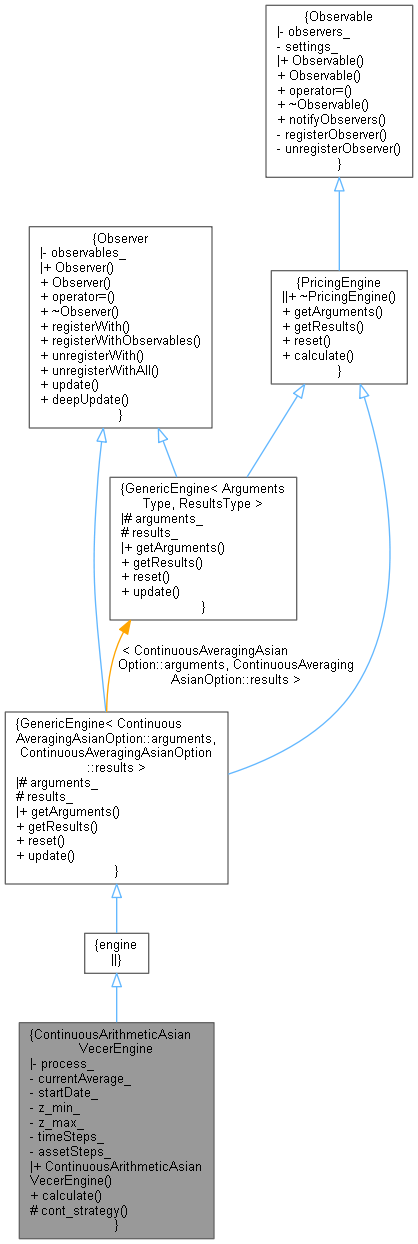 {Observable
|- observers_
- settings_
|+ Observable()
+ Observable()
+ operator=()
+ ~Observable()
+ notifyObservers()
- registerObserver()
- unregisterObserver()
}
{Observer
|- observables_
|+ Observer()
+ Observer()
+ operator=()
+ ~Observer()
+ registerWith()
+ registerWithObservables()
+ unregisterWith()
+ unregisterWithAll()
+ update()
+ deepUpdate()
}
{PricingEngine
||+ ~PricingEngine()
+ getArguments()
+ getResults()
+ reset()
+ calculate()
}
{GenericEngine< Arguments
Type, ResultsType >
|# arguments_
# results_
|+ getArguments()
+ getResults()
+ reset()
+ update()
}
< ContinuousAveragingAsian
Option::arguments, ContinuousAveraging
AsianOption::results >
{GenericEngine< Continuous
AveragingAsianOption::arguments,
ContinuousAveragingAsianOption
::results >
|# arguments_
# results_
|+ getArguments()
+ getResults()
+ reset()
+ update()
}
{engine
||}
{ContinuousArithmeticAsian
VecerEngine
|- process_
- currentAverage_
- startDate_
- z_min_
- z_max_
- timeSteps_
- assetSteps_
|+ ContinuousArithmeticAsian
VecerEngine()
+ calculate()
# cont_strategy()
}